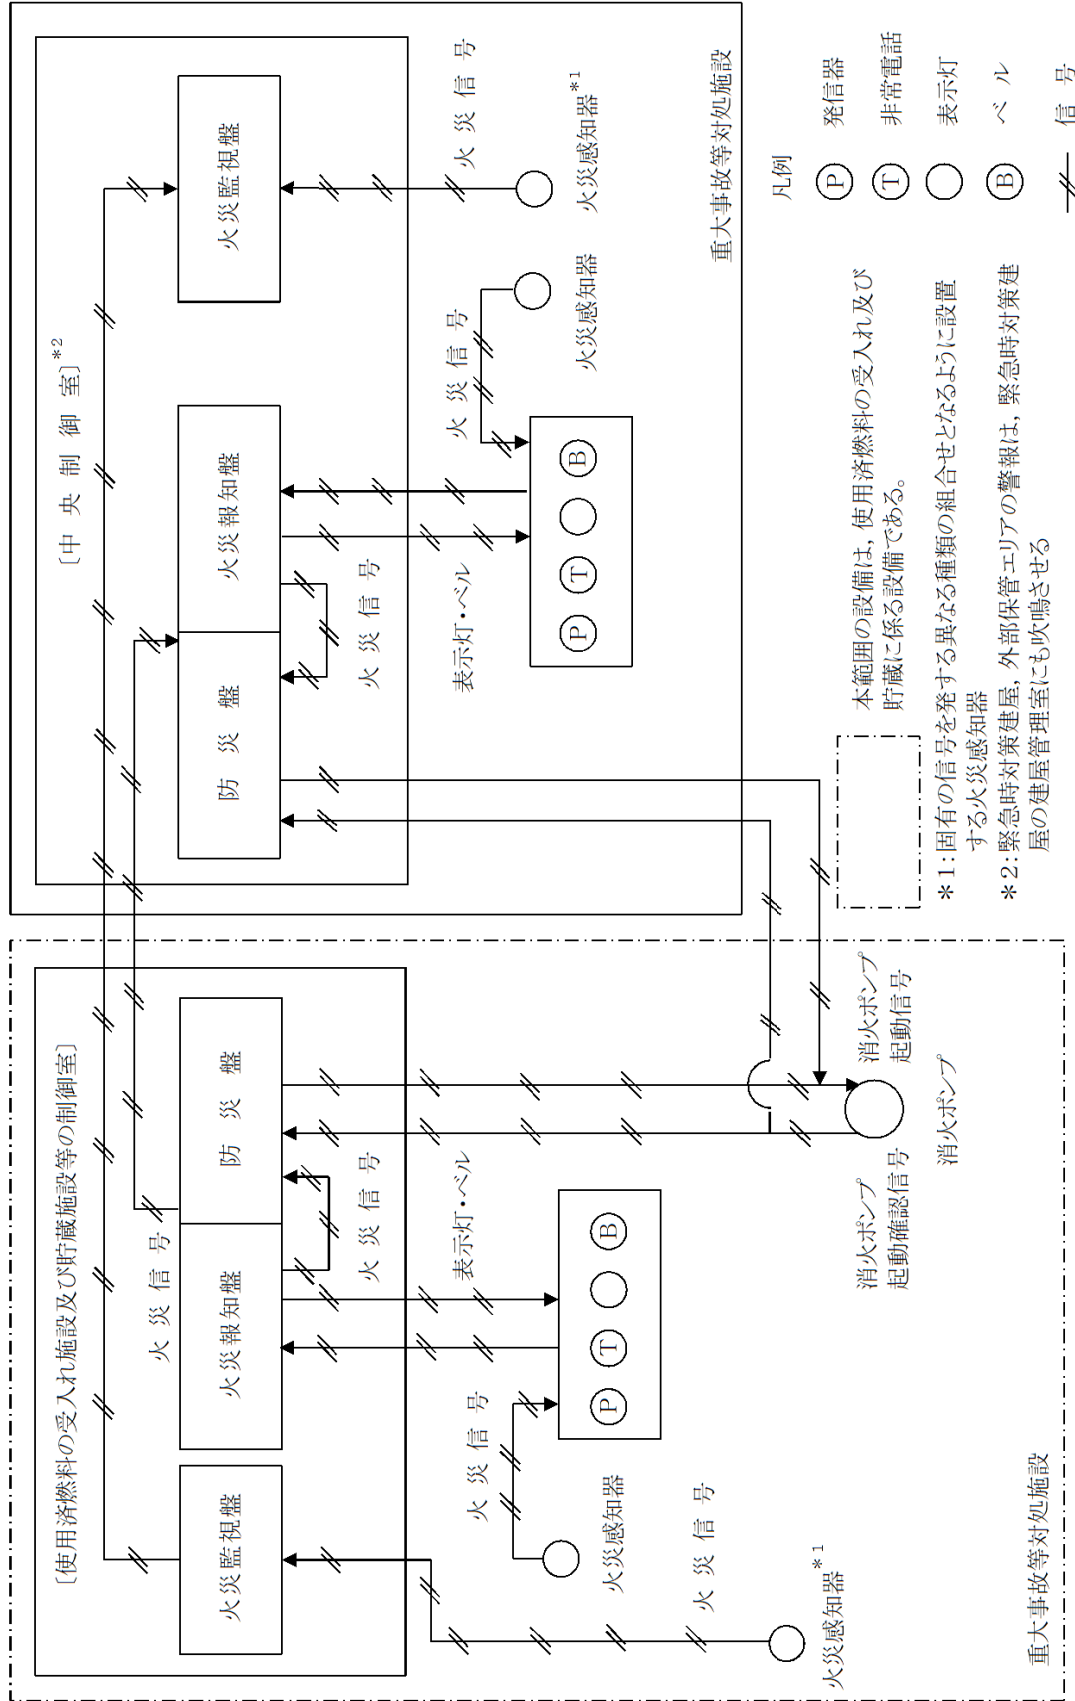 〔使用済燃料の受入れ施設及び貯蔵施設等の制御室〕
火災監視盤
火災報知盤
防災盤
火災信号
火災信号
表示灯・ベル
火災信号
Ⓟ Ⓣ ◯ Ⓑ
火災感知器
火災信号
火災感知器*1
消火ポンプ
起動確認信号
消火ポンプ
起動信号
消火ポンプ
重大事故等対処施設
〔中央制御室〕*2
防災盤
火災報知盤
火災監視盤
火災信号
表示灯・ベル
Ⓟ Ⓣ ◯ Ⓑ
火災信号
火災感知器
火災信号
火災感知器*1
重大事故等対処施設
本範囲の設備は，使用済燃料の受入れ及び
貯蔵に係る設備である。
*1:固有の信号を発する異なる種類の組合せとなるように設置
する火災感知器
*2:緊急時対策建屋，外部保管エリアの警報は，緊急時対策建
屋の建屋管理室にも吹鳴させる
凡例
Ⓟ 発信器
Ⓣ 非常電話
◯ 表示灯
Ⓑ ベル
信号